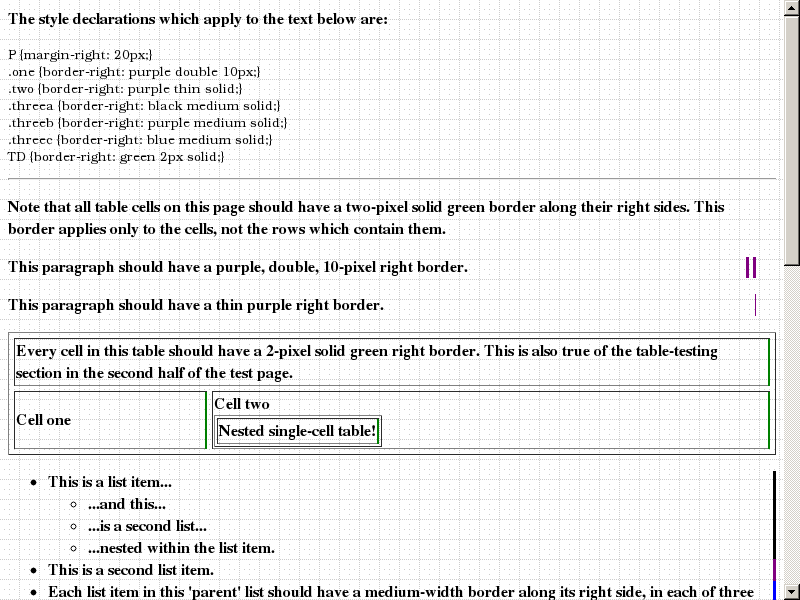 The style declarations which apply to the text below are:
P {margin-right: 20px;}
.one {border-right: purple double 10px;}
.two {border-right: purple thin solid;}
.threea {border-right: black medium solid;}
.threeb {border-right: purple medium solid;}
.threec {border-right: blue medium solid;}
TD {border-right: green 2px solid;}
Note that all table cells on this page should have a two-pixel solid green border along their right sides. This
border applies only to the cells, not the rows which contain them.
This paragraph should have a purple, double, 10-pixel right border.
This paragraph should have a thin purple right border.
Every cell in this table should have a 2-pixel solid green right border. This is also true of the table-testing
section in the second half of the test page.
Cell one
Cell two
Nested single-cell table!
This is a list item...
...and this...
...is a second list...
...nested within the list item.
This is a second list item.
Each list item in this 'parent' list should have a medium-width border along its right side, in each of three